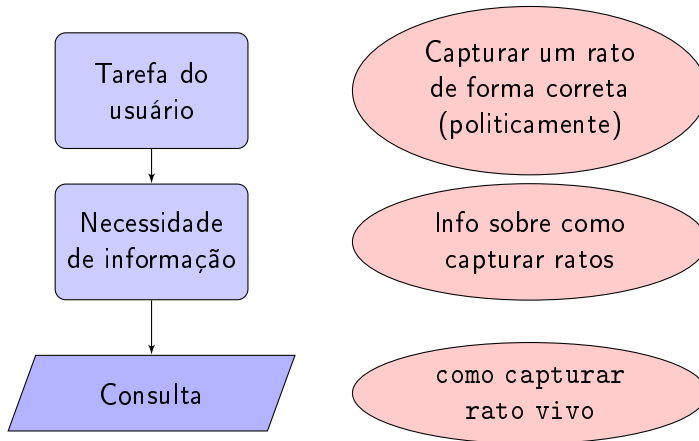 Tarefa do
usuário
Capturar um rato
de forma correta
(politicamente)
Necessidade
de informação
Info sobre como
capturar ratos
Consulta
como capturar
rato vivo